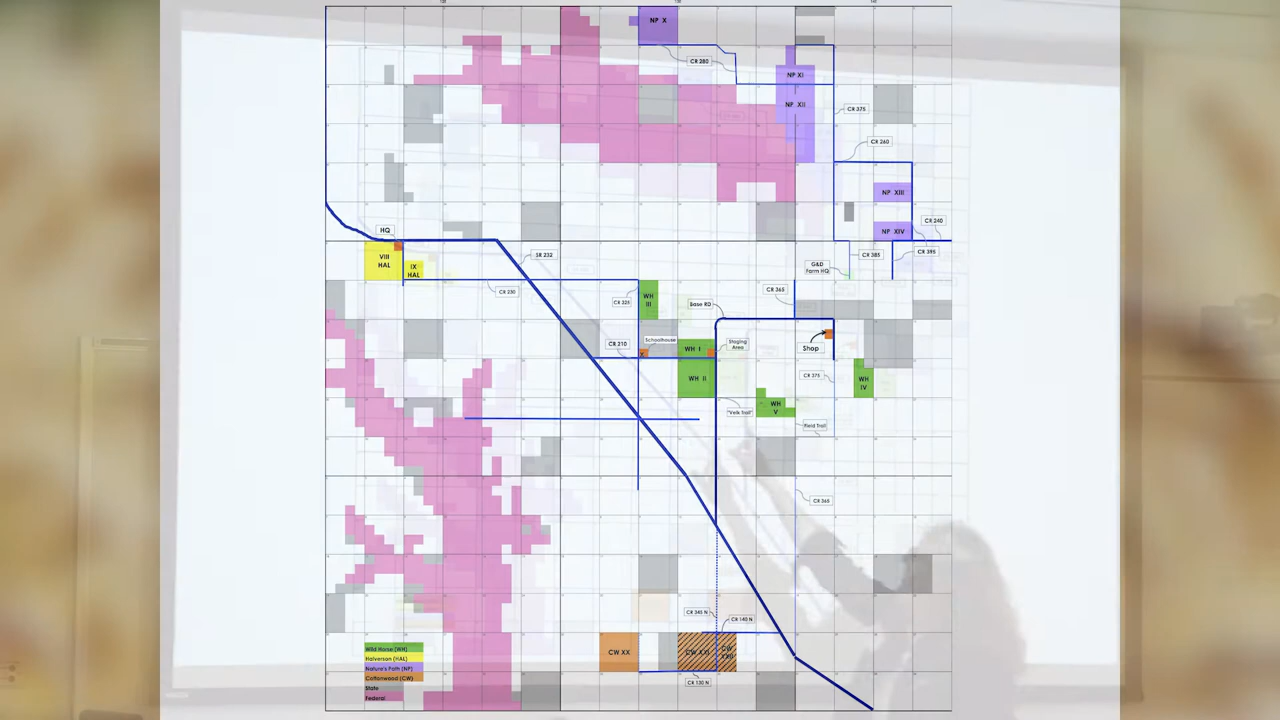 NP X
CR 280
NP XI
NP XII
CR 375
CR 260
NP XIII
CR 240
HQ
NP XIV
VIII
HAL
IX
HAL
SR 232
G&D
Farm HQ
CR 385
CR 395
CR 230
CR 325
WH
III
Base RD
CR 365
CR 210
Schoolhouse
WH I
Staging
Area
Shop
WH II
CR 375
WH
IV
"Velk Trail"
WH
V
Field Trail
CR 365
CR 345 N
CR 140 N
CW XX
CW XXI
CW
CR 130 N
Wild Horse (WH)
Halverson (HAL)
Nature's Path (NP)
Cottonwood (CW)
State
Federal